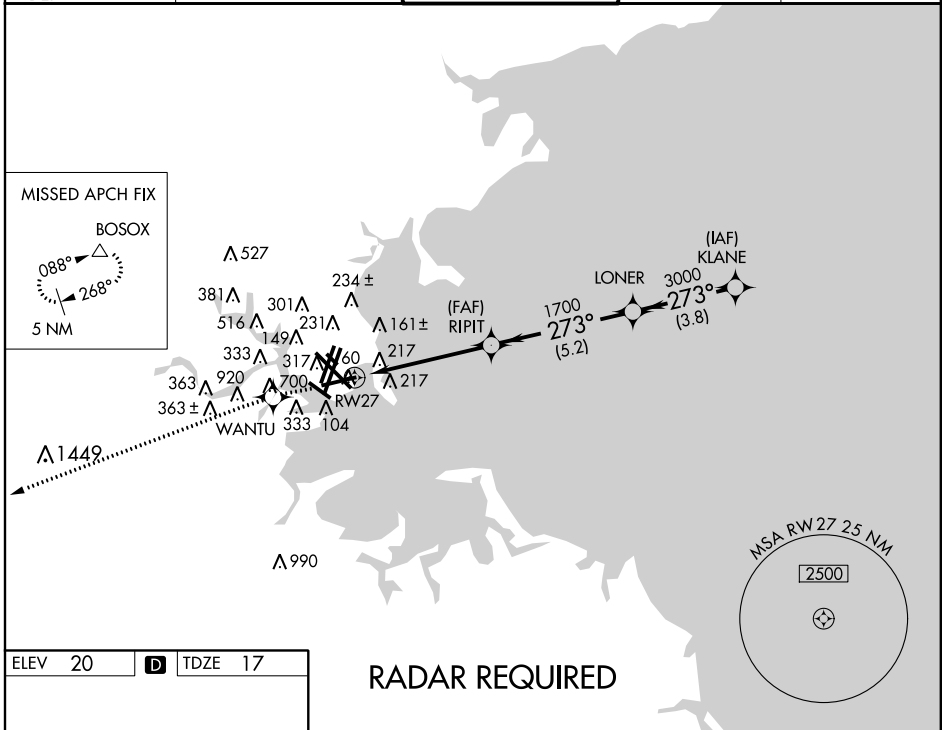 MISSED APCH FIX
BOSOX
088°
268°
5 NM
527
381
301
234 ±
516
231
161±
149
333
317
60
217
363
920
700
217
RW27
363 ±
WANTU
333
104
1449
990
(FAF)
RIPIT
1700
273°
(5.2)
LONER
3000
273°
(3.8)
(IAF)
KLANE
MSA RW27 25 NM
2500
ELEV 20
D
TDZE 17
RADAR REQUIRED